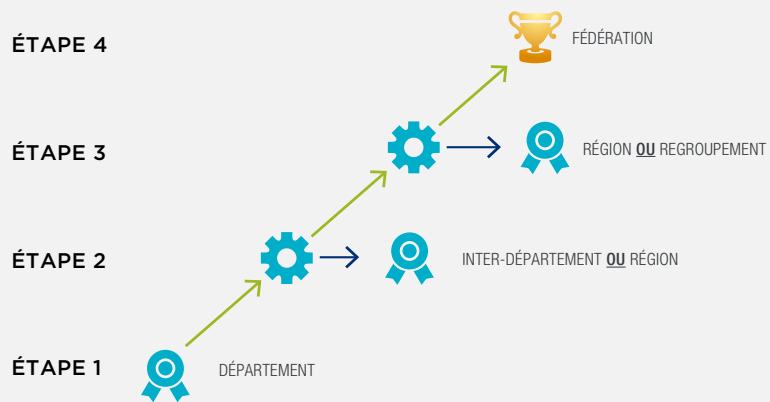 ÉTAPE 4
FÉDÉRATION
ÉTAPE 3
RÉGION OU REGROUPEMENT
ÉTAPE 2
INTER-DÉPARTEMENT OU RÉGION
ÉTAPE 1
DÉPARTEMENT